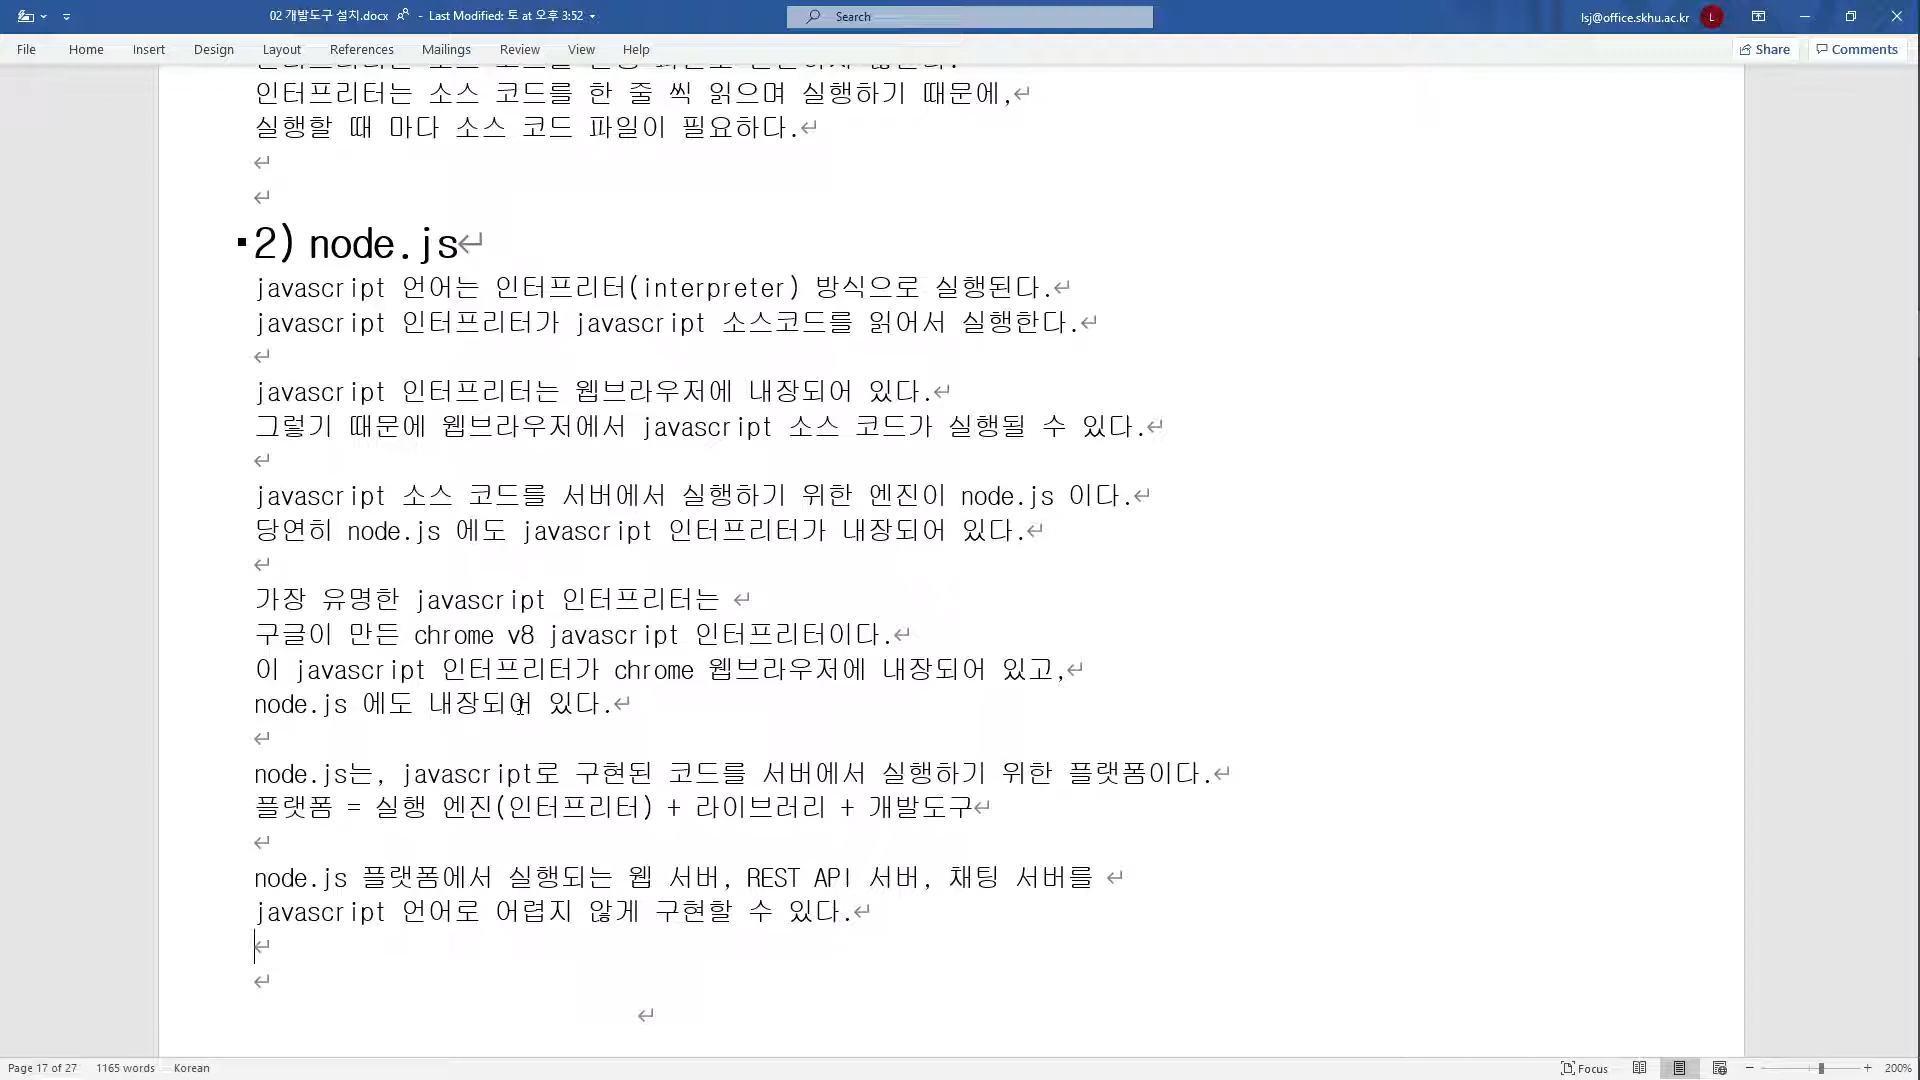 02 개발도구 설치.docx - Last Modified: 토 at 오후 3:52
Search
lsj@office.skhu.ac.kr
L
File Home Insert Design Layout References Mailings Review View Help
Share Comments
인터프리터는 소스 코드를 한 줄 씩 읽으며 실행하기 때문에,
실행할 때 마다 소스 코드 파일이 필요하다.
2) node.js
javascript 언어는 인터프리터(interpreter) 방식으로 실행된다.
javascript 인터프리터가 javascript 소스코드를 읽어서 실행한다.
javascript 인터프리터는 웹브라우저에 내장되어 있다.
그렇기 때문에 웹브라우저에서 javascript 소스 코드가 실행될 수 있다.
javascript 소스 코드를 서버에서 실행하기 위한 엔진이 node.js 이다.
당연히 node.js 에도 javascript 인터프리터가 내장되어 있다.
가장 유명한 javascript 인터프리터는
구글이 만든 chrome v8 javascript 인터프리터이다.
이 javascript 인터프리터가 chrome 웹브라우저에 내장되어 있고,
node.js 에도 내장되어 있다.
node.js는, javascript로 구현된 코드를 서버에서 실행하기 위한 플랫폼이다.
플랫폼 = 실행 엔진(인터프리터) + 라이브러리 + 개발도구
node.js 플랫폼에서 실행되는 웹 서버, REST API 서버, 채팅 서버를
javascript 언어로 어렵지 않게 구현할 수 있다.
Page 17 of 27 1165 words Korean
Focus
200%